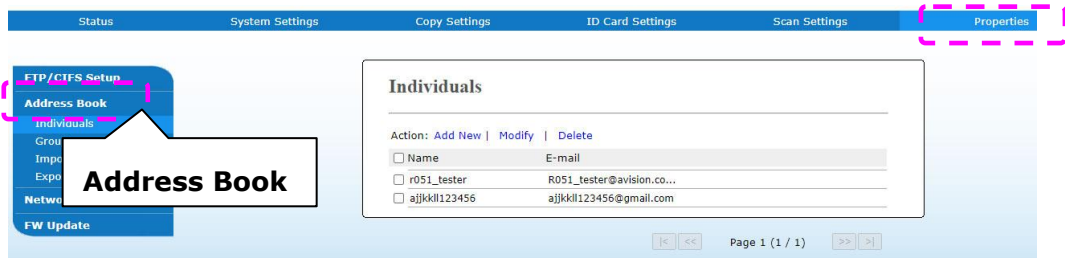 Status System Settings Copy Settings ID Card Settings Scan Settings Properties
FTP/CIFS Setup
Address Book
Individuals
Address Book
FW Update
Individuals
Action: Add New | Modify | Delete
Name E-mail
r051_tester R051_tester@avision.co...
ajjkkll123456 ajjkkll123456@gmail.com
|< << Page 1 (1 / 1) >> >|